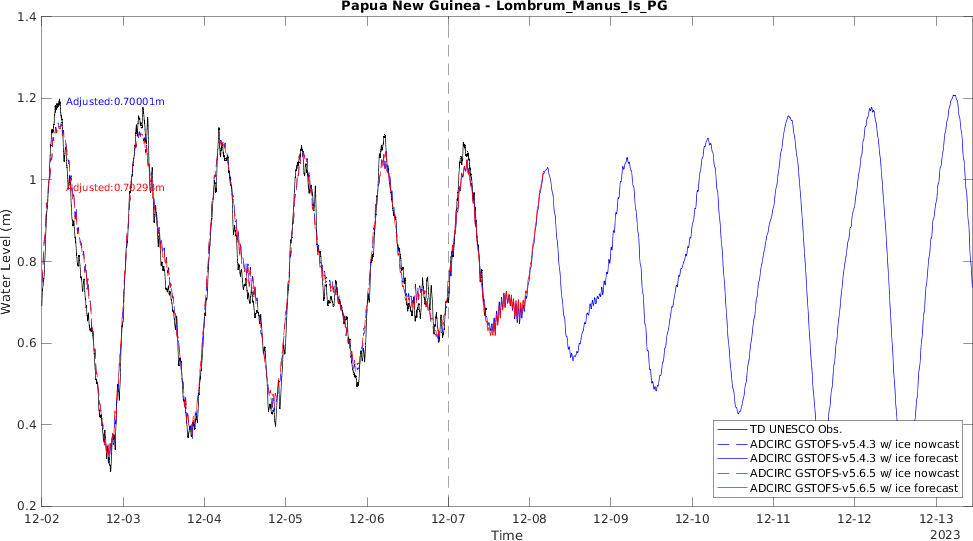 Papua New Guinea - Lombrum_Manus_Is_PG
1.4
1.2
1
0.8
0.6
0.4
0.2
Water Level (m)
Adjusted:0.70001m
Adjusted:0.70293m
TD UNESCO Obs.
ADCIRC GSTOFS-v5.4.3 w/ ice nowcast
ADCIRC GSTOFS-v5.4.3 w/ ice forecast
ADCIRC GSTOFS-v5.6.5 w/ ice nowcast
ADCIRC GSTOFS-v5.6.5 w/ ice forecast
12-02 12-03 12-04 12-05 12-06 12-07 12-08 12-09 12-10 12-11 12-12 12-13
Time
2023